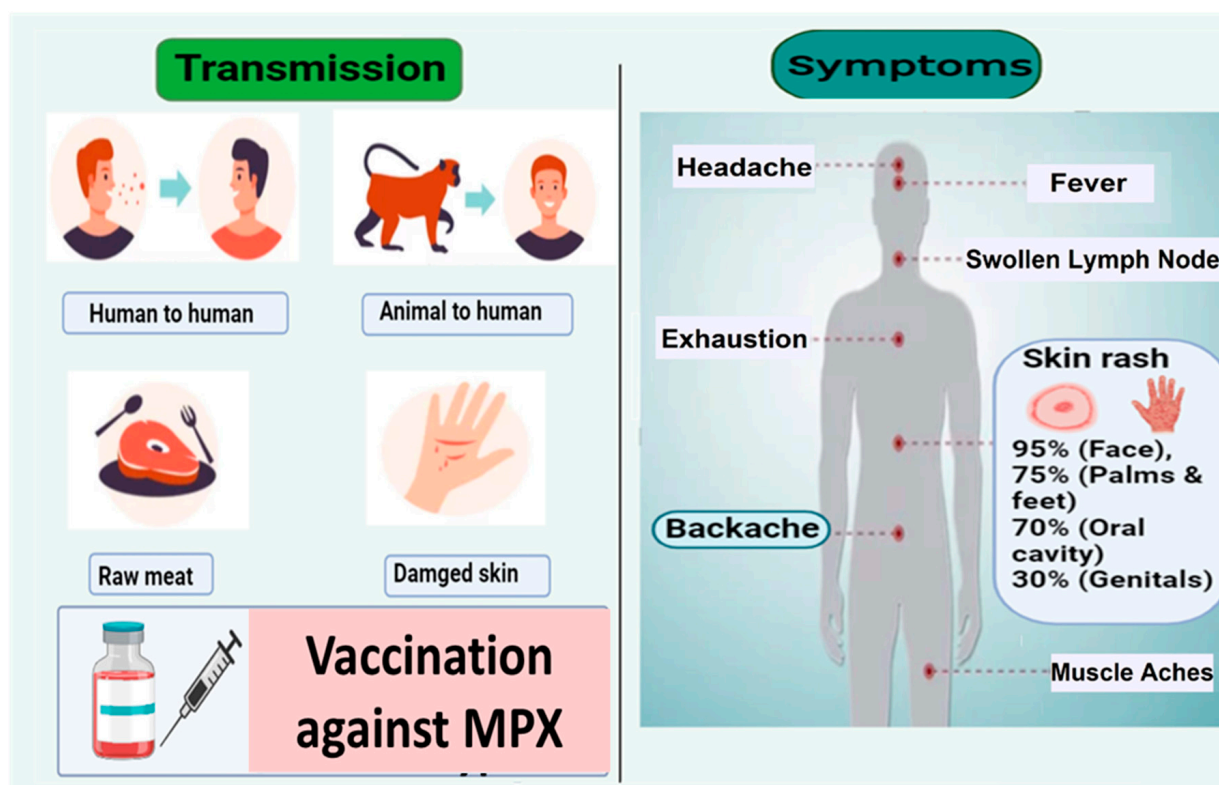 Transmission
Human to human
Animal to human
Raw meat
Damged skin
Vaccination
against MPX
Symptoms
Headache
Fever
Swollen Lymph Node
Exhaustion
Skin rash
95% (Face),
75% (Palms &
feet)
70% (Oral
cavity)
30% (Genitals)
Backache
Muscle Aches